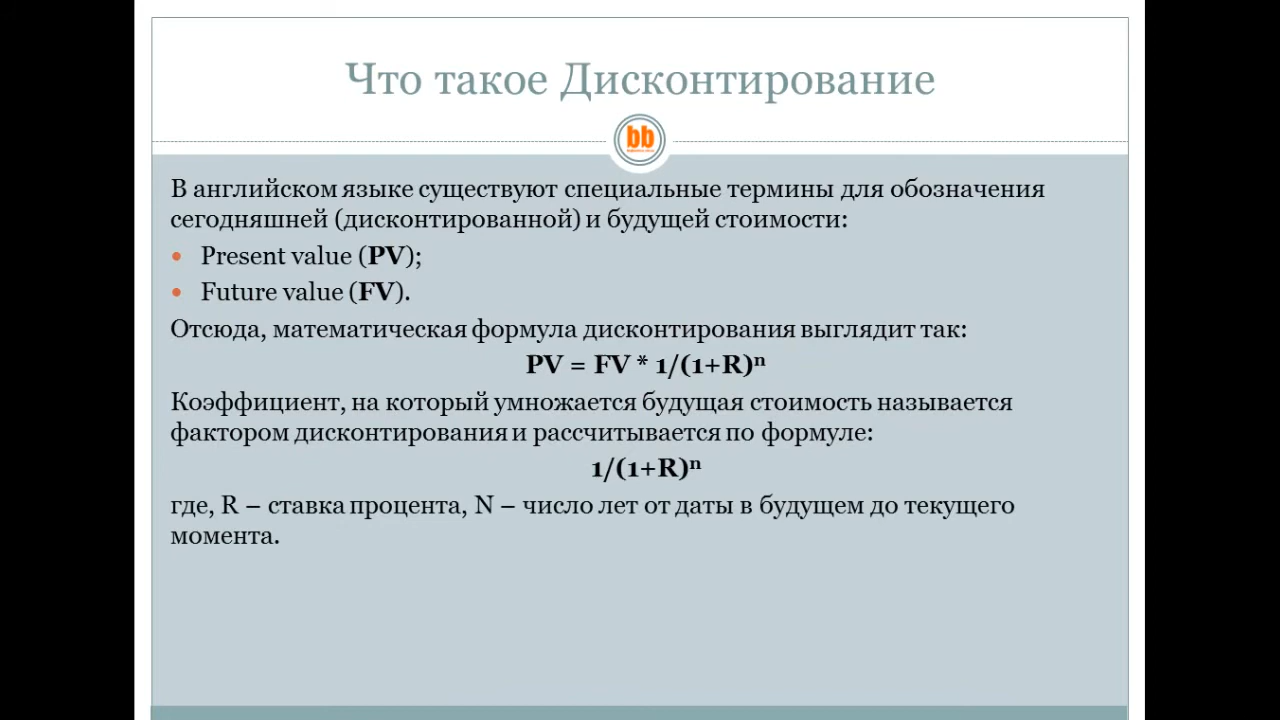 Что такое Дисконтирование
bb
В английском языке существуют специальные термины для обозначения
сегодняшней (дисконтированной) и будущей стоимости:
• Present value (PV);
• Future value (FV).
Отсюда, математическая формула дисконтирования выглядит так:
PV = FV * 1/(1+R)ⁿ
Коэффициент, на который умножается будущая стоимость называется
фактором дисконтирования и рассчитывается по формуле:
1/(1+R)ⁿ
где, R – ставка процента, N – число лет от даты в будущем до текущего
момента.